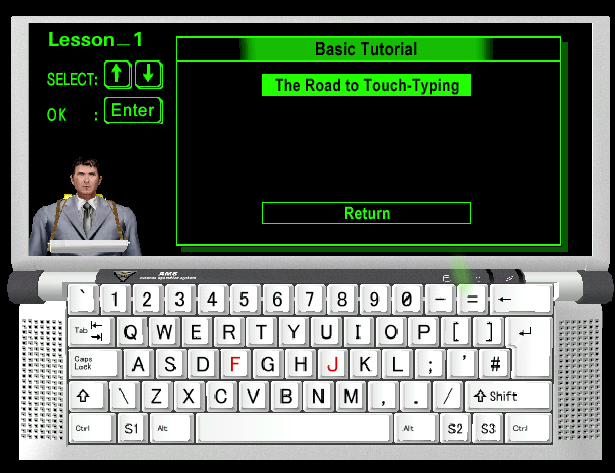 Lesson_1
SELECT: ↑ ↓
OK : Enter
Basic Tutorial
The Road to Touch-Typing
Return
AMS
` 1 2 3 4 5 6 7 8 9 0 - = ←
Tab Q W E R T Y U I O P [ ] ↵
Caps Lock A S D F G H J K L ; ' #
⇧ \ Z X C V B N M , . / ⇧ Shift
Ctrl S1 Alt Alt S2 S3 Ctrl